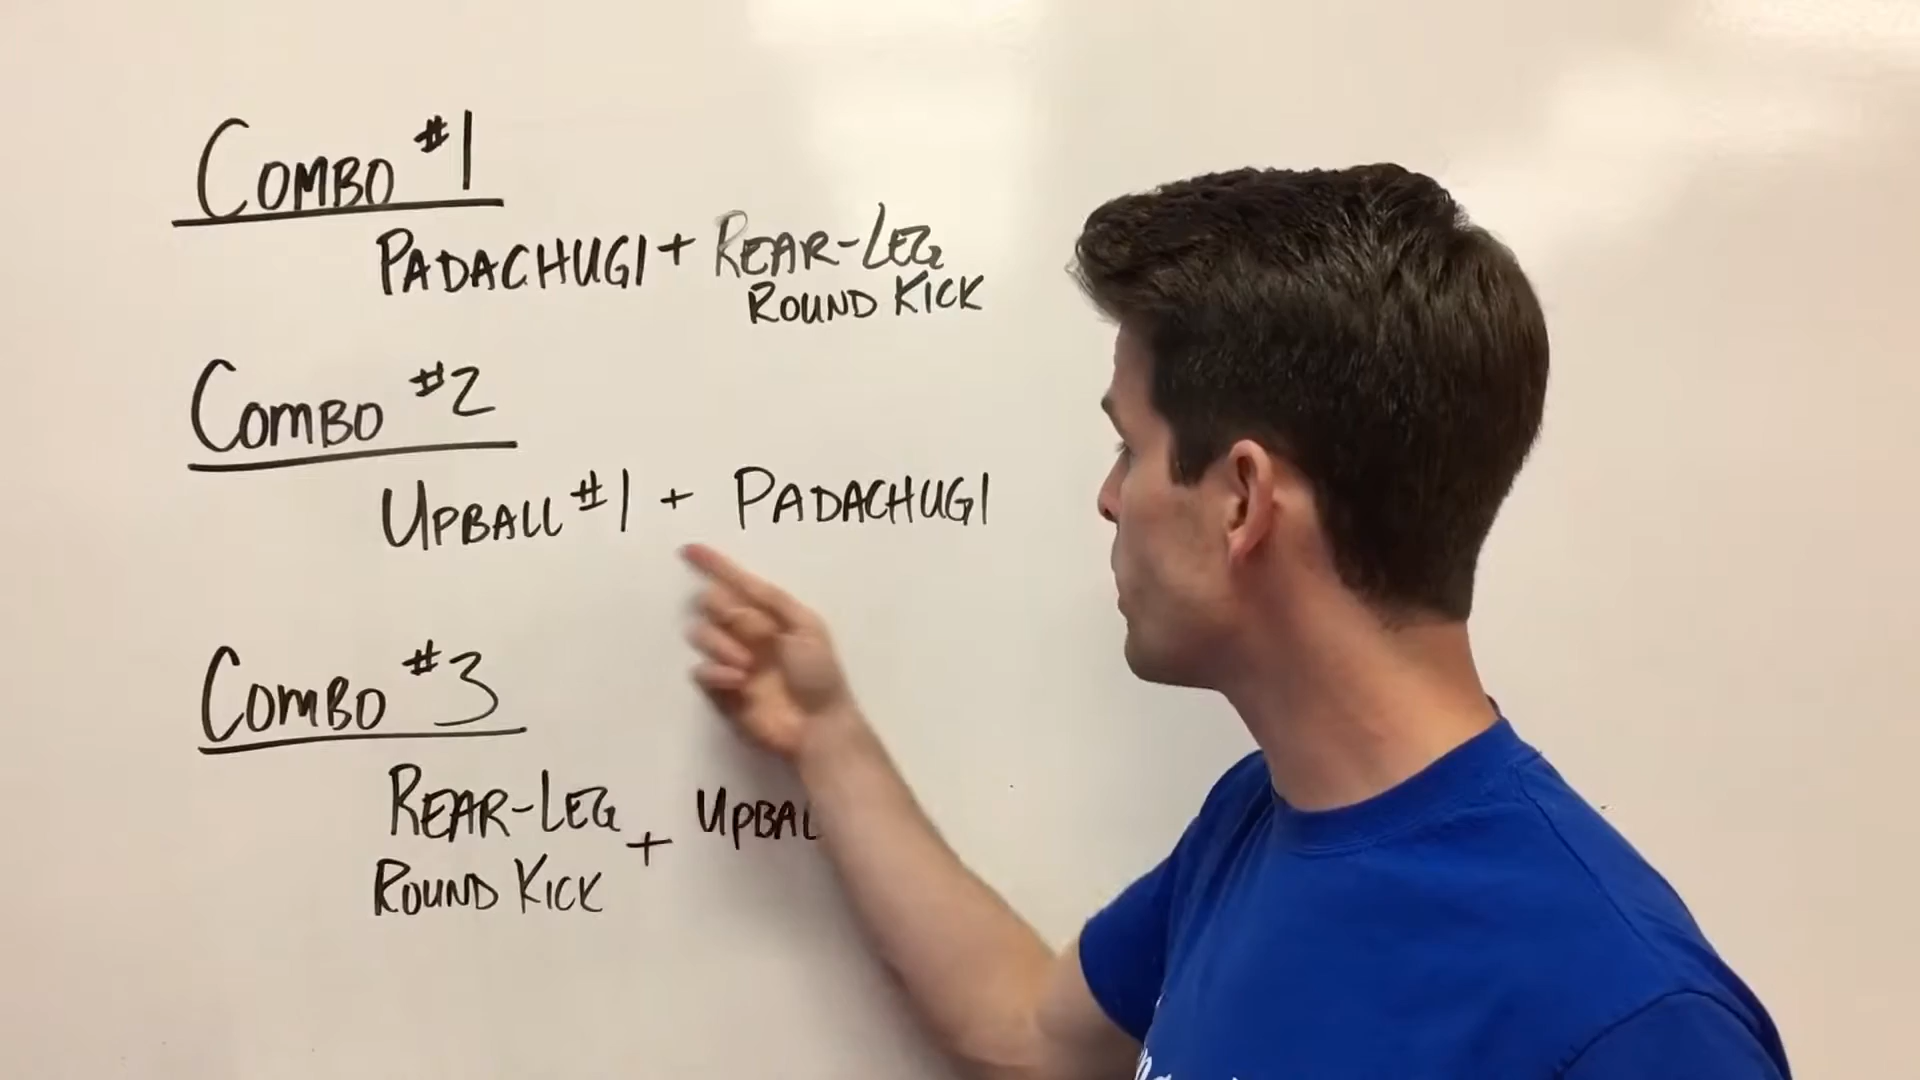 COMBO #1
PADACHUGI + REAR-LEG
ROUND KICK
COMBO #2
UPBALL #1 + PADACHUGI
COMBO #3
REAR-LEG
+ UPBAL
ROUND KICK